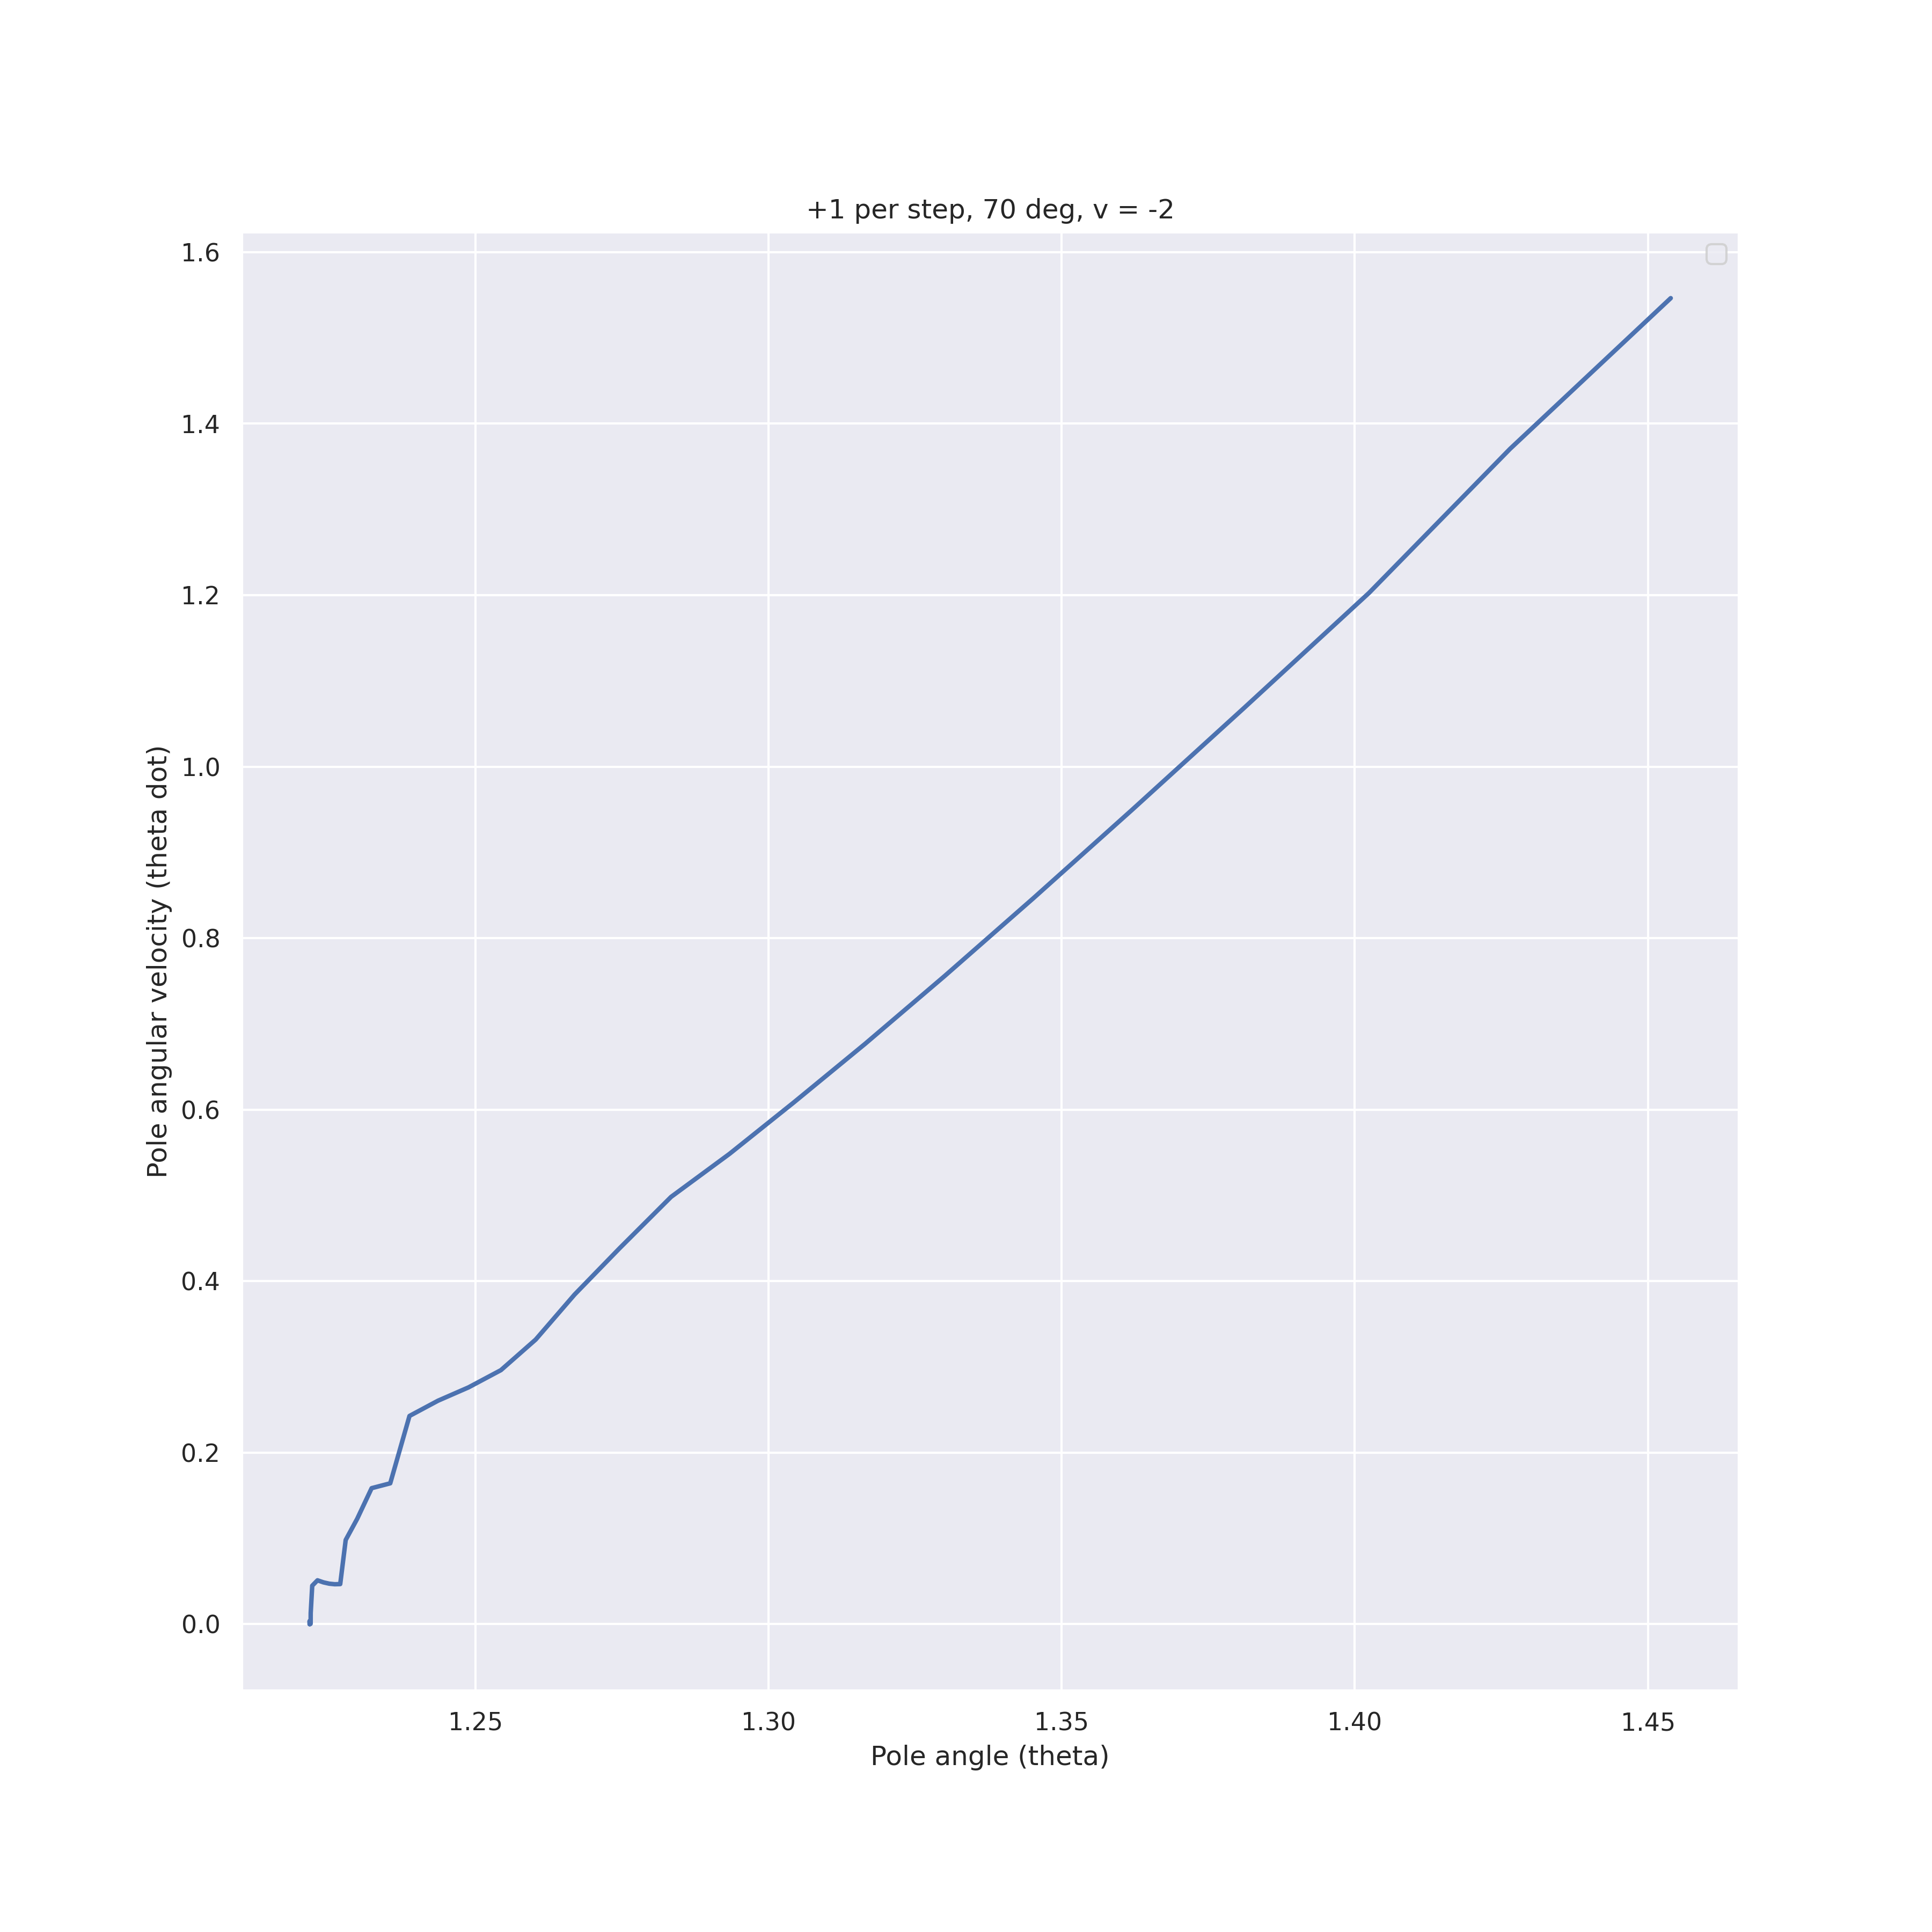 +1 per step, 70 deg, v = -2
1.6
1.4
1.2
1.0
0.8
0.6
0.4
0.2
0.0
Pole angular velocity (theta dot)
1.25 1.30 1.35 1.40 1.45
Pole angle (theta)